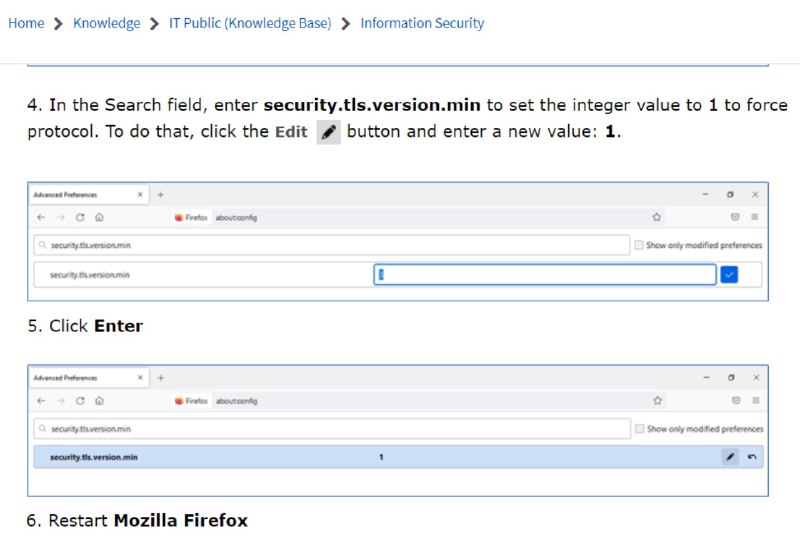 Home > Knowledge > IT Public (Knowledge Base) > Information Security
4. In the Search field, enter security.tls.version.min to set the integer value to 1 to force
protocol. To do that, click the Edit button and enter a new value: 1.
Advanced Preferences
Firefox about:config
security.tls.version.min Show only modified preferences
security.tls.version.min
5. Click Enter
Advanced Preferences
Firefox about:config
security.tls.version.min Show only modified preferences
security.tls.version.min 1
6. Restart Mozilla Firefox